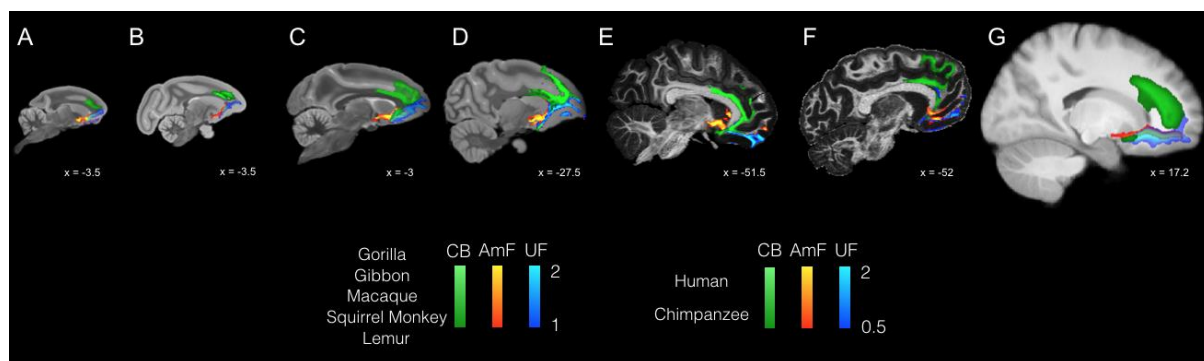 A B C D E F G
x = -3.5 x = -3.5 x = -3 x = -27.5 x = -51.5 x = -52 x = 17.2
CB AmF UF
Gorilla
Gibbon
Macaque
Squirrel Monkey
Lemur
2
1
CB AmF UF
Human
Chimpanzee
2
0.5